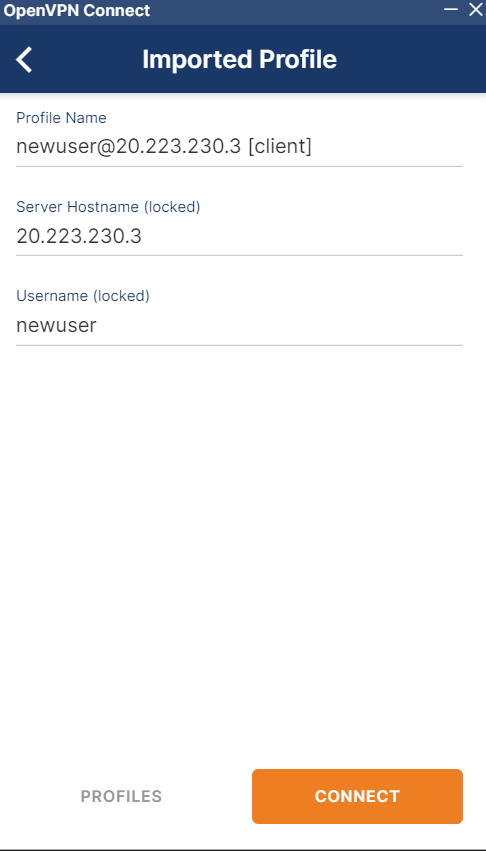 OpenVPN Connect
Imported Profile
Profile Name
newuser@20.223.230.3 [client]
Server Hostname (locked)
20.223.230.3
Username (locked)
newuser
PROFILES
CONNECT